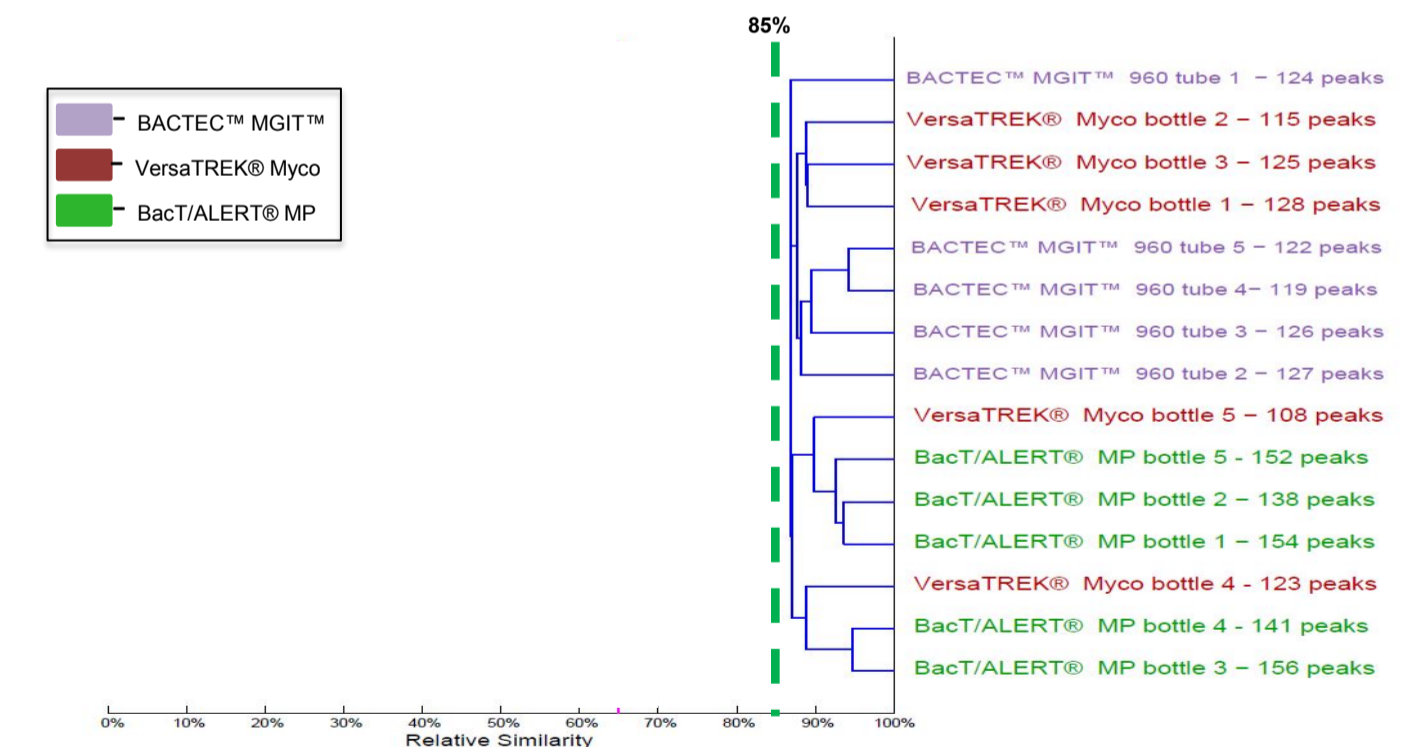 85%
BACTEC™ MGIT™
VersaTREK® Myco
BacT/ALERT® MP
BACTEC™ MGIT™ 960 tube 1 − 124 peaks
VersaTREK® Myco bottle 2 − 115 peaks
VersaTREK® Myco bottle 3 − 125 peaks
VersaTREK® Myco bottle 1 − 128 peaks
BACTEC™ MGIT™ 960 tube 5 − 122 peaks
BACTEC™ MGIT™ 960 tube 4− 119 peaks
BACTEC™ MGIT™ 960 tube 3 − 126 peaks
BACTEC™ MGIT™ 960 tube 2 − 127 peaks
VersaTREK® Myco bottle 5 − 108 peaks
BacT/ALERT® MP bottle 5 - 152 peaks
BacT/ALERT® MP bottle 2 − 138 peaks
BacT/ALERT® MP bottle 1 − 154 peaks
VersaTREK® Myco bottle 4 - 123 peaks
BacT/ALERT® MP bottle 4 - 141 peaks
BacT/ALERT® MP bottle 3 − 156 peaks
0% 10% 20% 30% 40% 50% 60% 70% 80% 90% 100%
Relative Similarity